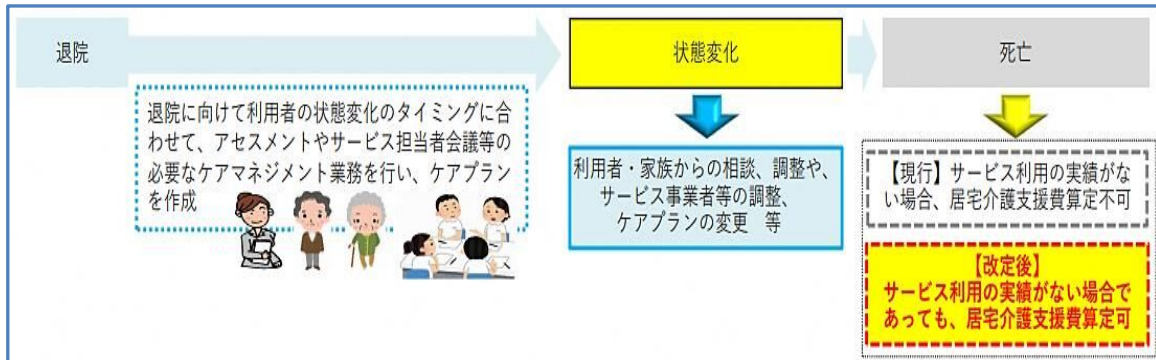 退院
状態変化
死亡
退院に向けて利用者の状態変化のタイミングに合
わせて、アセスメントやサービス担当者会議等の
必要なケアマネジメント業務を行い、ケアプラン
を作成
利用者・家族からの相談、調整や、
サービス事業者等の調整、
ケアプランの変更　等
【現行】サービス利用の実績がな
い場合、居宅介護支援費算定不可
【改定後】
サービス利用の実績がない場合で
あっても、居宅介護支援費算定可